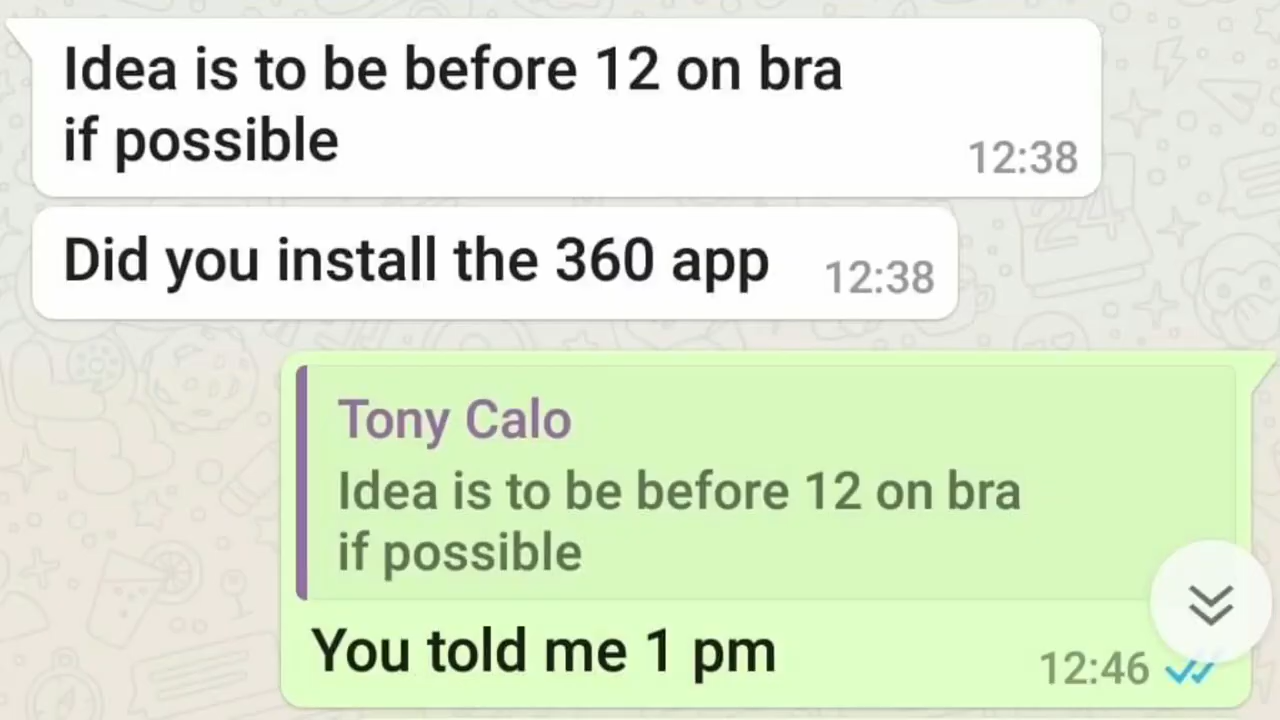 Idea is to be before 12 on bra
if possible
12:38
Did you install the 360 app 12:38
Tony Calo
Idea is to be before 12 on bra
if possible
You told me 1 pm
12:46